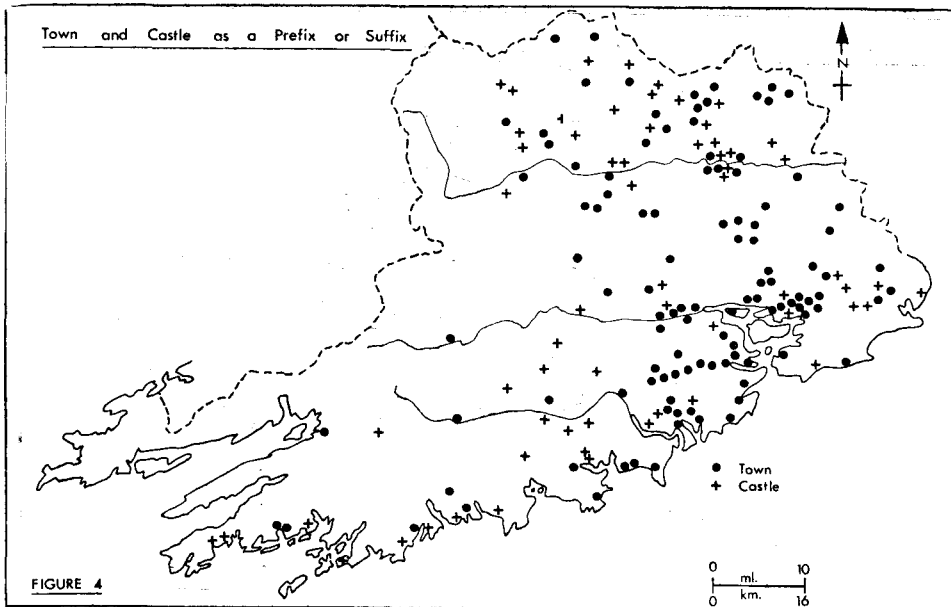 Town and Castle as a Prefix or Suffix
N
● Town
+ Castle
FIGURE 4
0 10
ml.
km.
0 16